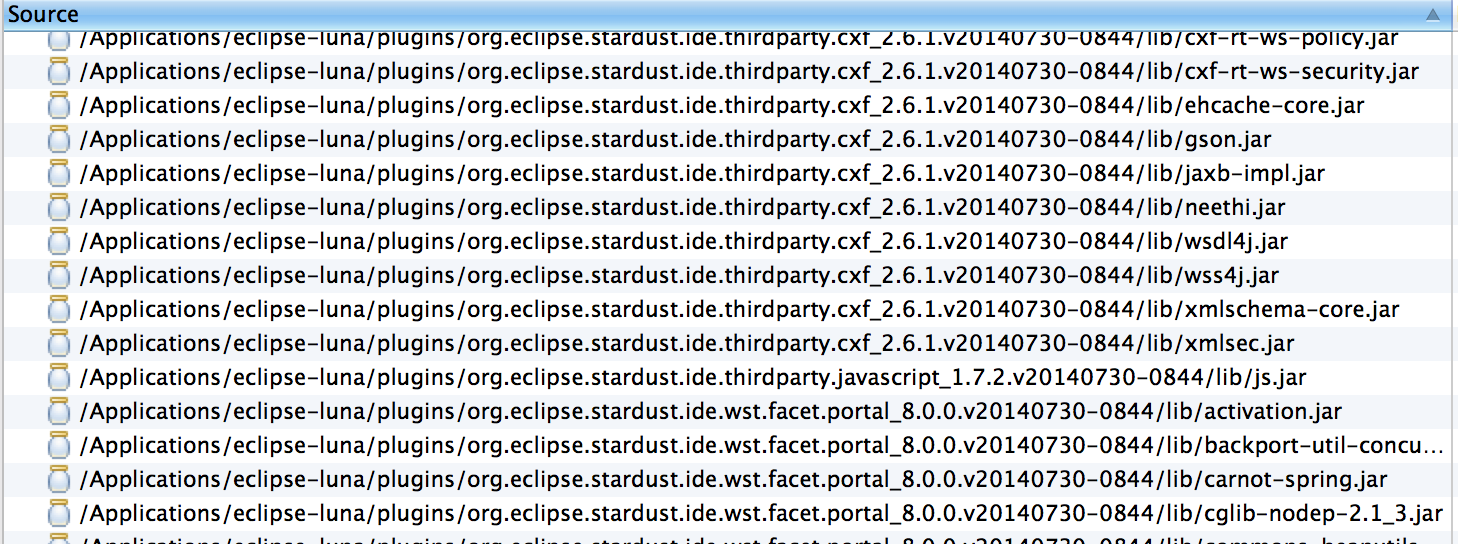 Source
/Applications/eclipse-luna/plugins/org.eclipse.stardust.ide.thirdparty.cxf_2.6.1.v20140730-0844/lib/cxf-rt-ws-policy.jar
/Applications/eclipse-luna/plugins/org.eclipse.stardust.ide.thirdparty.cxf_2.6.1.v20140730-0844/lib/cxf-rt-ws-security.jar
/Applications/eclipse-luna/plugins/org.eclipse.stardust.ide.thirdparty.cxf_2.6.1.v20140730-0844/lib/ehcache-core.jar
/Applications/eclipse-luna/plugins/org.eclipse.stardust.ide.thirdparty.cxf_2.6.1.v20140730-0844/lib/gson.jar
/Applications/eclipse-luna/plugins/org.eclipse.stardust.ide.thirdparty.cxf_2.6.1.v20140730-0844/lib/jaxb-impl.jar
/Applications/eclipse-luna/plugins/org.eclipse.stardust.ide.thirdparty.cxf_2.6.1.v20140730-0844/lib/neethi.jar
/Applications/eclipse-luna/plugins/org.eclipse.stardust.ide.thirdparty.cxf_2.6.1.v20140730-0844/lib/wsdl4j.jar
/Applications/eclipse-luna/plugins/org.eclipse.stardust.ide.thirdparty.cxf_2.6.1.v20140730-0844/lib/wss4j.jar
/Applications/eclipse-luna/plugins/org.eclipse.stardust.ide.thirdparty.cxf_2.6.1.v20140730-0844/lib/xmlschema-core.jar
/Applications/eclipse-luna/plugins/org.eclipse.stardust.ide.thirdparty.cxf_2.6.1.v20140730-0844/lib/xmlsec.jar
/Applications/eclipse-luna/plugins/org.eclipse.stardust.ide.thirdparty.javascript_1.7.2.v20140730-0844/lib/js.jar
/Applications/eclipse-luna/plugins/org.eclipse.stardust.ide.wst.facet.portal_8.0.0.v20140730-0844/lib/activation.jar
/Applications/eclipse-luna/plugins/org.eclipse.stardust.ide.wst.facet.portal_8.0.0.v20140730-0844/lib/backport-util-concu...
/Applications/eclipse-luna/plugins/org.eclipse.stardust.ide.wst.facet.portal_8.0.0.v20140730-0844/lib/carnot-spring.jar
/Applications/eclipse-luna/plugins/org.eclipse.stardust.ide.wst.facet.portal_8.0.0.v20140730-0844/lib/cglib-nodep-2.1_3.jar